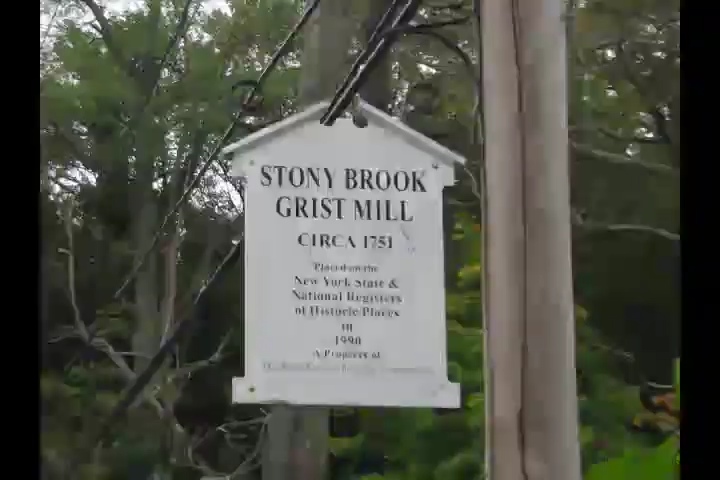 STONY BROOK
GRIST MILL
CIRCA 1751
Placed on the
New York State &
National Registers
of Historic Places
in
1990
A Property of